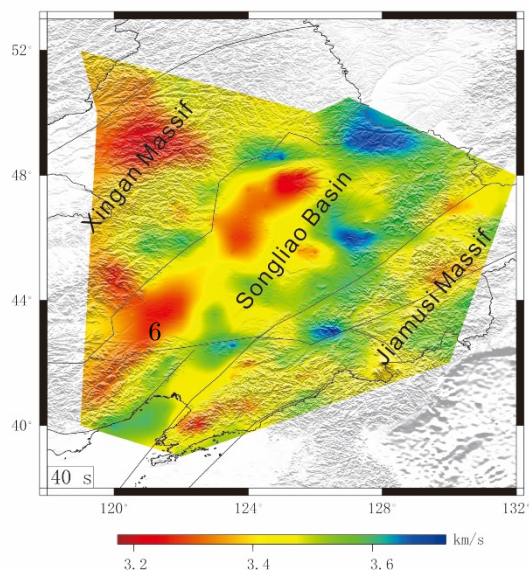 52°
48°
44°
40°
Xingan Massif
Songliao Basin
Jiamusi Massif
6
40 s
120° 124° 128° 132°
km/s
3.2 3.4 3.6